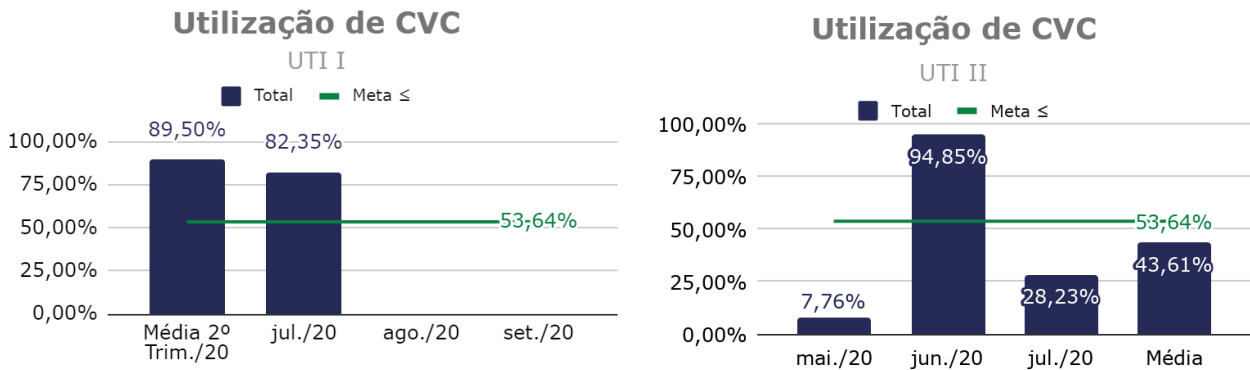 Utilização de CVC
UTI I
Total Meta ≤
100,00%
75,00%
50,00%
25,00%
0,00%
89,50%
82,35%
53,64%
Média 2º
Trim./20
jul./20
ago./20
set./20
Utilização de CVC
UTI II
Total Meta ≤
100,00%
75,00%
50,00%
25,00%
0,00%
7,76%
94,85%
28,23%
53,64%
43,61%
mai./20
jun./20
jul./20
Média